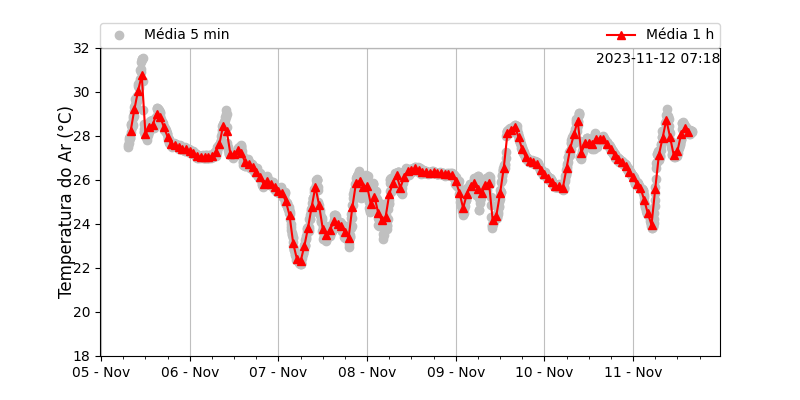 Média 5 min
Média 1 h
2023-11-12 07:18
Temperatura do Ar (°C)
32
30
28
26
24
22
20
18
05 - Nov
06 - Nov
07 - Nov
08 - Nov
09 - Nov
10 - Nov
11 - Nov